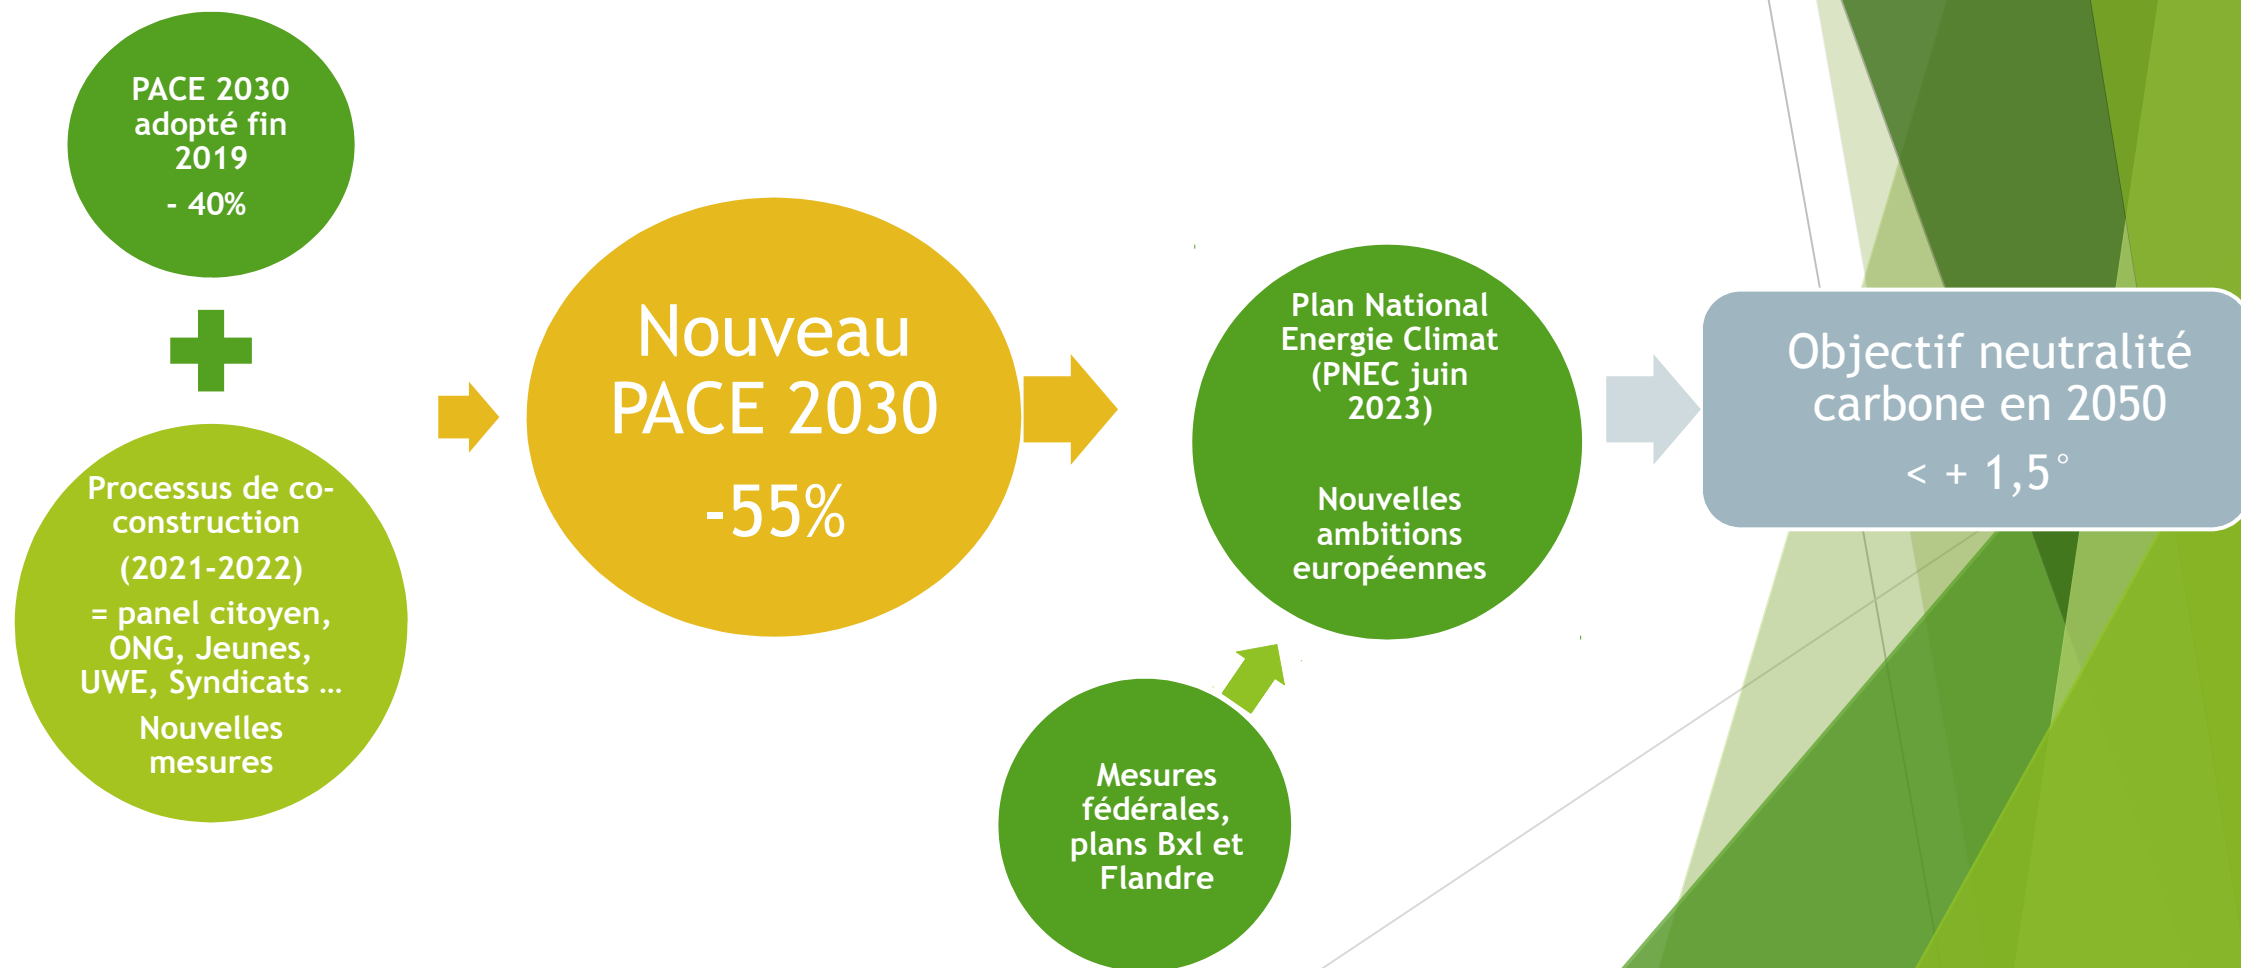 PACE 2030
adopté fin
2019
- 40%
Processus de co-
construction
(2021-2022)
= panel citoyen,
ONG, Jeunes,
UWE, Syndicats …
Nouvelles
mesures
Nouveau
PACE 2030
-55%
Plan National
Energie Climat
(PNEC juin
2023)
Nouvelles
ambitions
européennes
Mesures
fédérales,
plans Bxl et
Flandre
Objectif neutralité
carbone en 2050
< + 1,5°